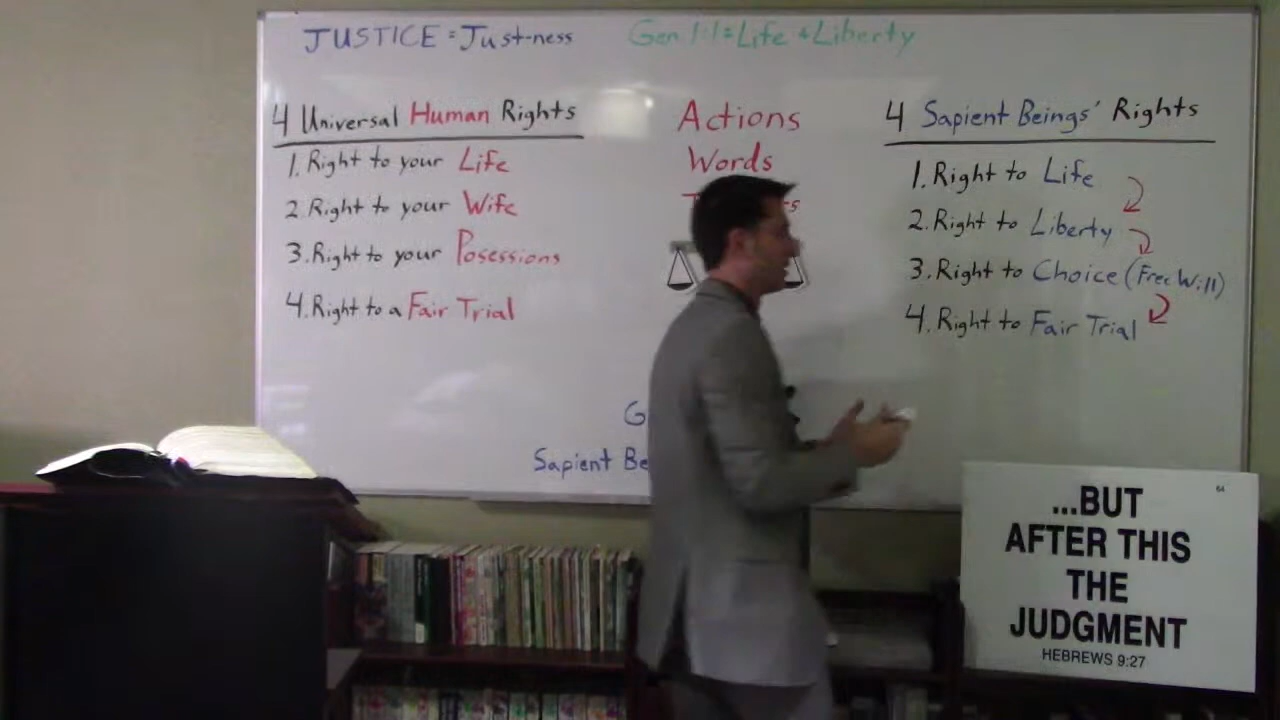 JUSTICE = Just-ness
Gen 1:1 = Life & Liberty
4 Universal Human Rights
1. Right to your Life
2. Right to your Wife
3. Right to your Posessions
4. Right to a Fair Trial
Actions
Words
4 Sapient Beings' Rights
1. Right to Life
2. Right to Liberty
3. Right to Choice (Free Will)
4. Right to Fair Trial
Sapient
64
...BUT
AFTER THIS
THE
JUDGMENT
HEBREWS 9:27